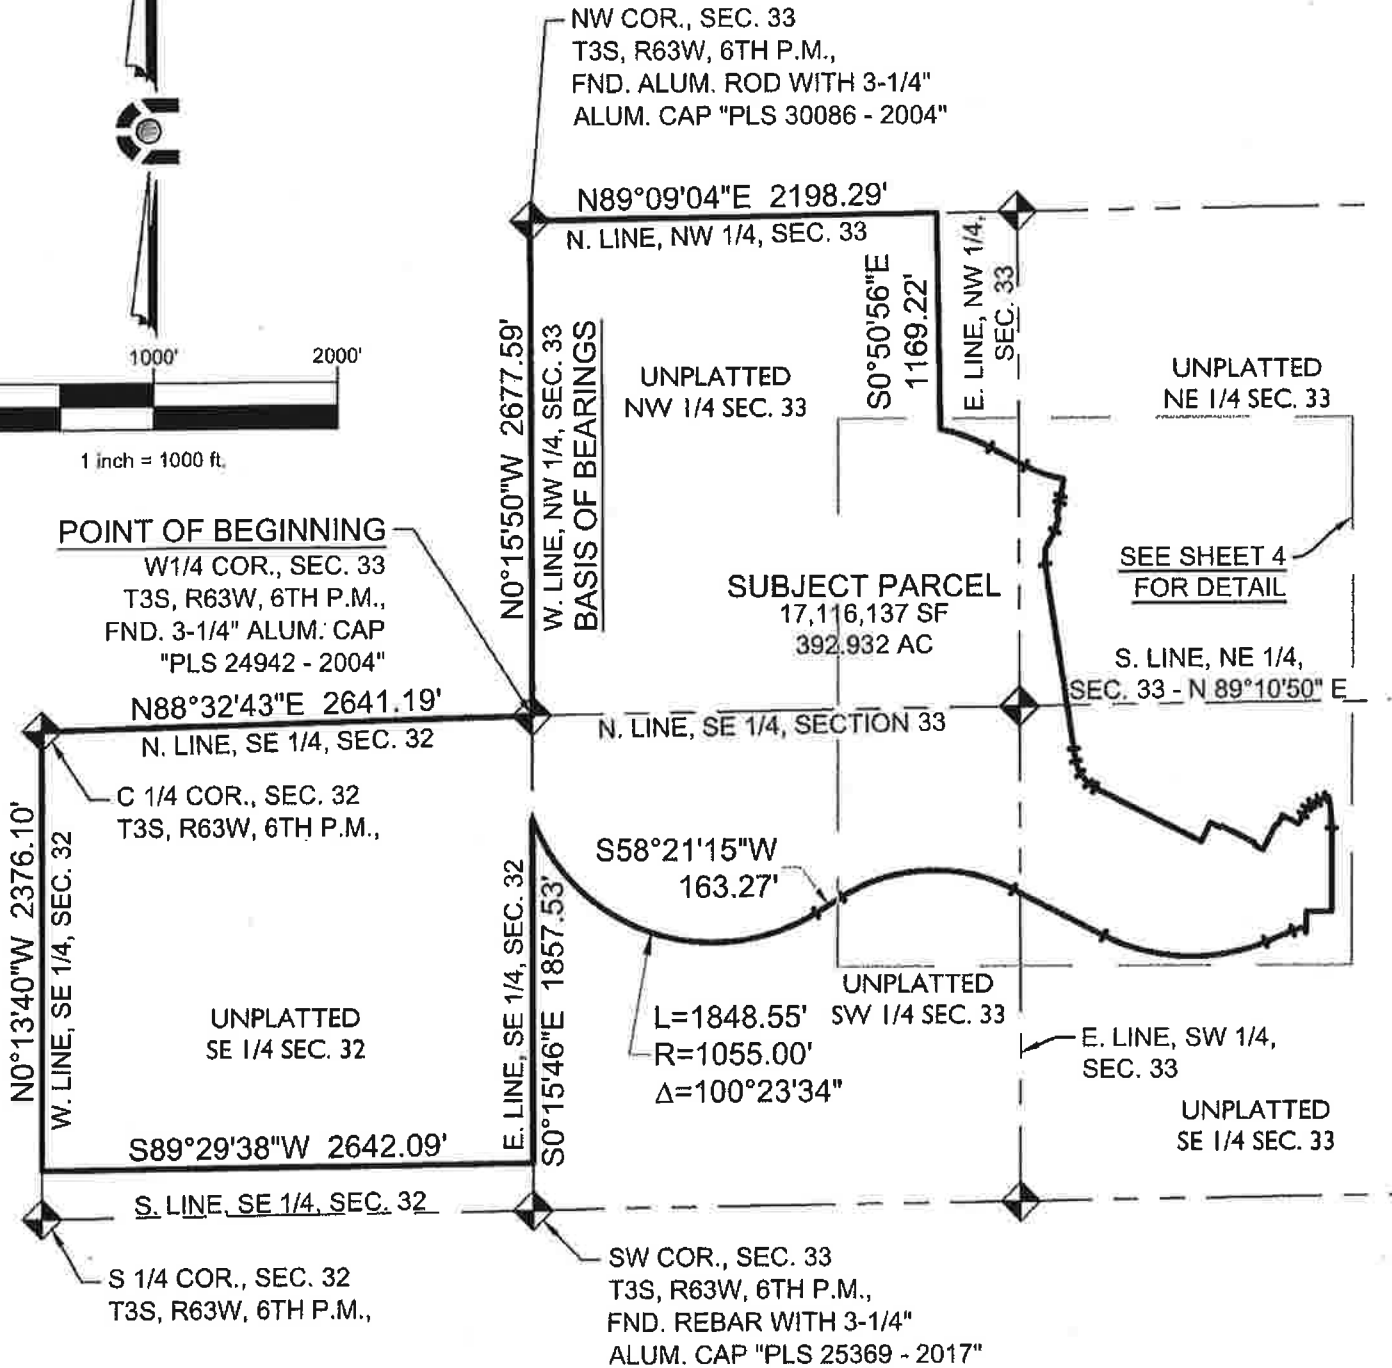 NW COR., SEC. 33
T3S, R63W, 6TH P.M.,
FND. ALUM. ROD WITH 3-1/4"
ALUM. CAP "PLS 30086 - 2004"
N89°09'04"E 2198.29'
N. LINE, NW 1/4, SEC. 33
S0°50'56"E
1169.22'
E. LINE, NW 1/4,
SEC. 33
N0°15'50"W 2677.59'
W. LINE, NW 1/4, SEC. 33
BASIS OF BEARINGS
1000'
2000'
1 inch = 1000 ft.
UNPLATTED
NW 1/4 SEC. 33
UNPLATTED
NE 1/4 SEC. 33
POINT OF BEGINNING
W1/4 COR., SEC. 33
T3S, R63W, 6TH P.M.,
FND. 3-1/4" ALUM. CAP
"PLS 24942 - 2004"
SUBJECT PARCEL
17,116,137 SF
392.932 AC
SEE SHEET 4
FOR DETAIL
S. LINE, NE 1/4,
SEC. 33 - N 89°10'50" E
N88°32'43"E 2641.19'
N. LINE, SE 1/4, SEC. 32
N. LINE, SE 1/4, SECTION 33
C 1/4 COR., SEC. 32
T3S, R63W, 6TH P.M.,
N0°13'40"W 2376.10'
W. LINE, SE 1/4, SEC. 32
S58°21'15"W
163.27'
E. LINE, SE 1/4, SEC. 32
S0°15'46"E 1857.53'
UNPLATTED
SE 1/4 SEC. 32
L=1848.55'
R=1055.00'
Δ=100°23'34"
UNPLATTED
SW 1/4 SEC. 33
E. LINE, SW 1/4,
SEC. 33
UNPLATTED
SE 1/4 SEC. 33
S89°29'38"W 2642.09'
S. LINE, SE 1/4, SEC. 32
S 1/4 COR., SEC. 32
T3S, R63W, 6TH P.M.,
SW COR., SEC. 33
T3S, R63W, 6TH P.M.,
FND. REBAR WITH 3-1/4"
ALUM. CAP "PLS 25369 - 2017"